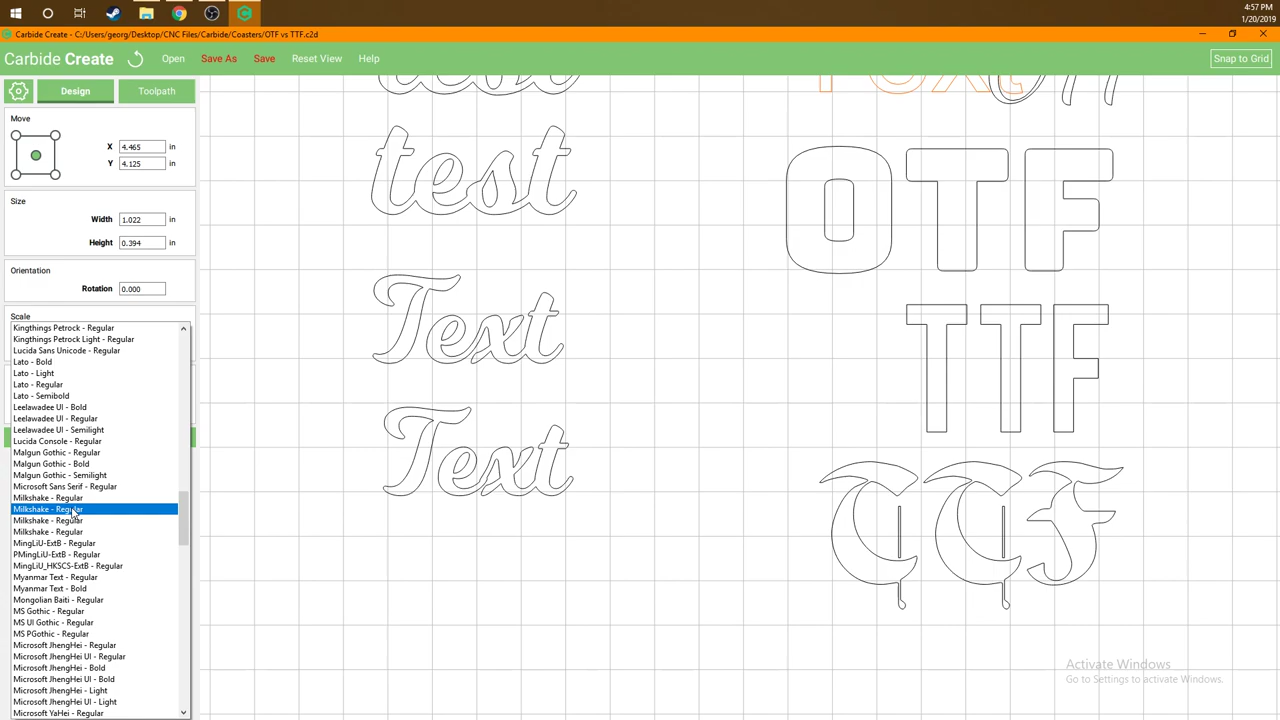 4:57 PM
1/20/2019
Carbide Create - C:/Users/georg/Desktop/CNC Files/Carbide/Coasters/OTF vs TTF.c2d
Carbide Create
Open
Save As
Save
Reset View
Help
Snap to Grid
Design
Toolpath
Move
X 4.465 in
Y 4.125 in
Size
Width 1.022 in
Height 0.394 in
Orientation
Rotation 0.000
Scale
Kingthings Petrock - Regular
Kingthings Petrock Light - Regular
Lucida Sans Unicode - Regular
Lato - Bold
Lato - Light
Lato - Regular
Lato - Semibold
Leelawadee UI - Bold
Leelawadee UI - Regular
Leelawadee UI - Semilight
Lucida Console - Regular
Malgun Gothic - Regular
Malgun Gothic - Bold
Malgun Gothic - Semilight
Microsoft Sans Serif - Regular
Milkshake - Regular
Milkshake - Regular
Milkshake - Regular
Milkshake - Regular
MingLiU-ExtB - Regular
PMingLiU-ExtB - Regular
MingLiU_HKSCS-ExtB - Regular
Myanmar Text - Regular
Myanmar Text - Bold
Mongolian Baiti - Regular
MS Gothic - Regular
MS UI Gothic - Regular
MS PGothic - Regular
Microsoft JhengHei - Regular
Microsoft JhengHei UI - Regular
Microsoft JhengHei - Bold
Microsoft JhengHei UI - Bold
Microsoft JhengHei - Light
Microsoft JhengHei UI - Light
Microsoft YaHei - Regular
test
Text
Text
OTF
TTF
Activate Windows
Go to Settings to activate Windows.